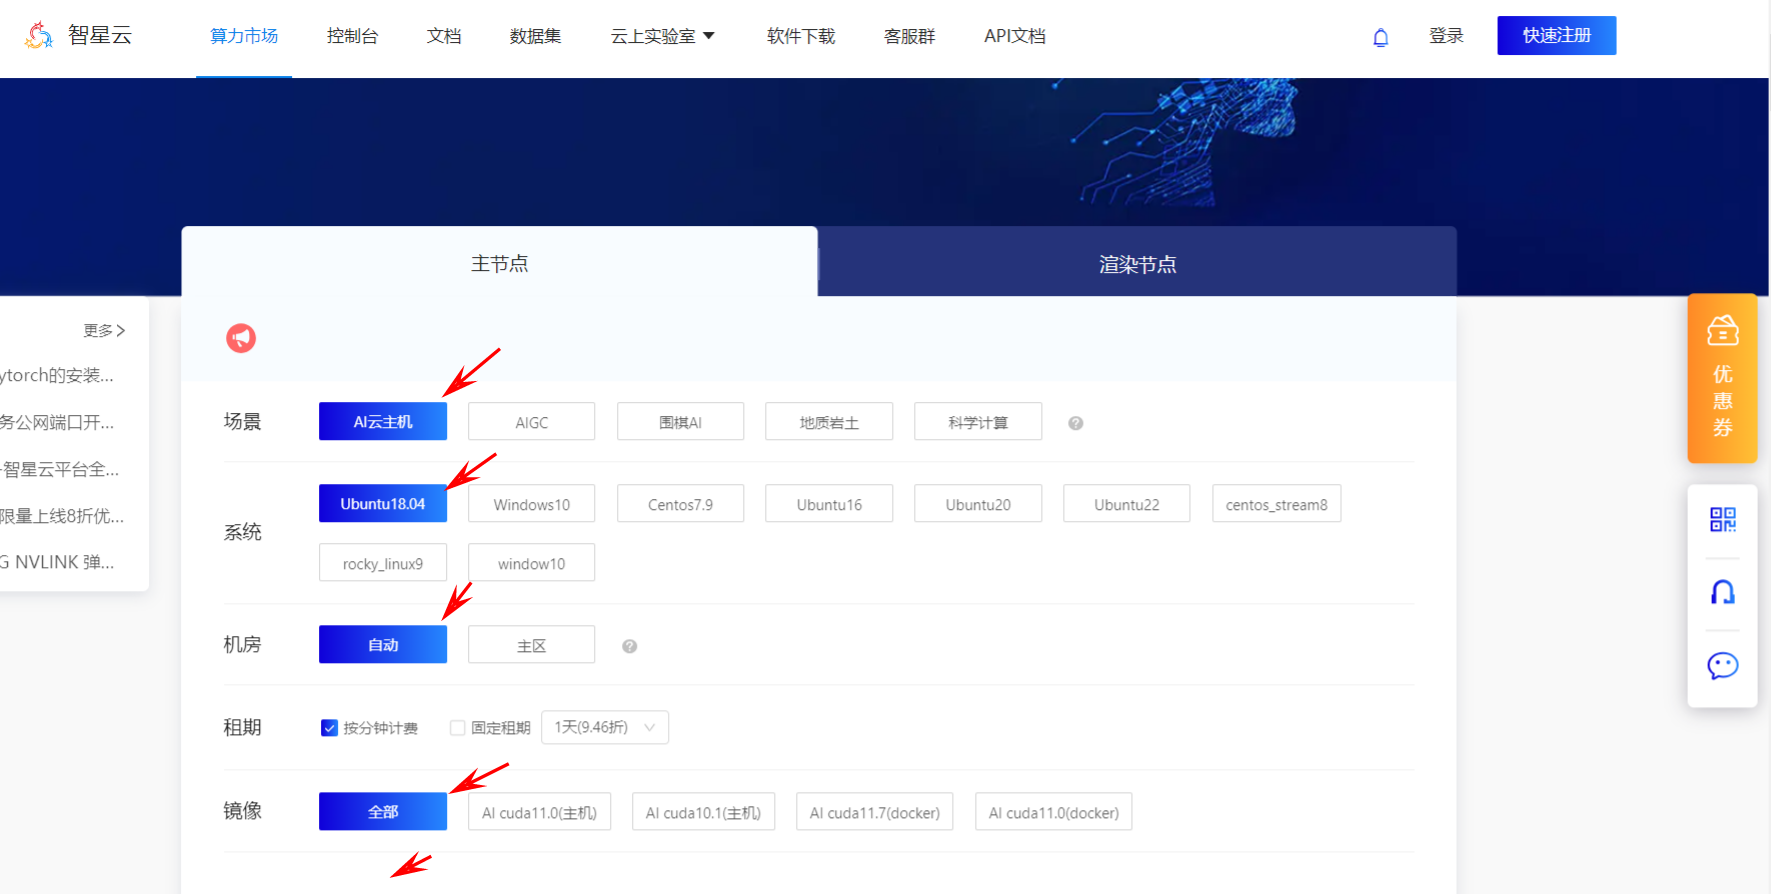 智星云
算力市场 控制台 文档 数据集 云上实验室 软件下载 客服群 API文档 登录 快速注册
主节点 渲染节点
更多
ytorch的安装...
务公网端口开...
智星云平台全...
限量上线8折优...
G NVLINK 弹...
场景 AI云主机 AIGC 围棋AI 地质岩土 科学计算 ?
系统 Ubuntu18.04 Windows10 Centos7.9 Ubuntu16 Ubuntu20 Ubuntu22 centos_stream8
rocky_linux9 window10
机房 自动 主区 ?
租期 按分钟计费 固定租期 1天(9.46折)
镜像 全部 AI cuda11.0(主机) AI cuda10.1(主机) AI cuda11.7(docker) AI cuda11.0(docker)
优
惠
券